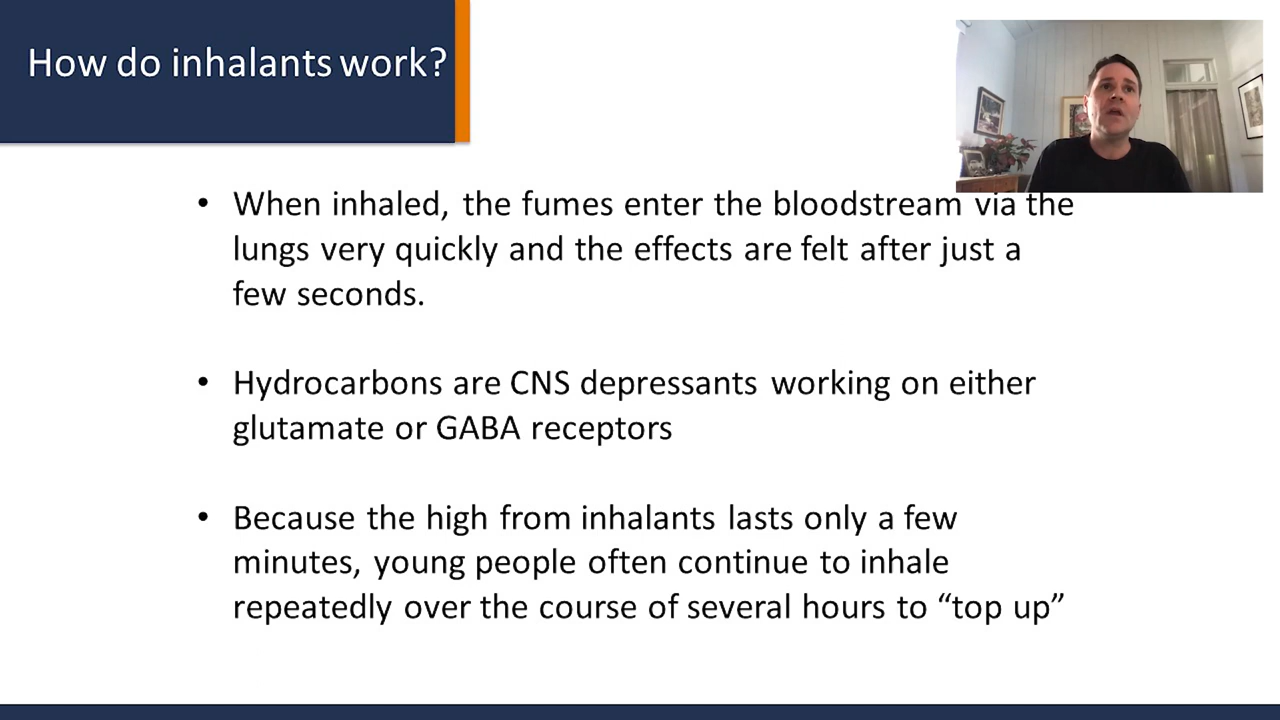 How do inhalants work?
• When inhaled, the fumes enter the bloodstream via the
lungs very quickly and the effects are felt after just a
few seconds.
• Hydrocarbons are CNS depressants working on either
glutamate or GABA receptors
• Because the high from inhalants lasts only a few
minutes, young people often continue to inhale
repeatedly over the course of several hours to “top up”